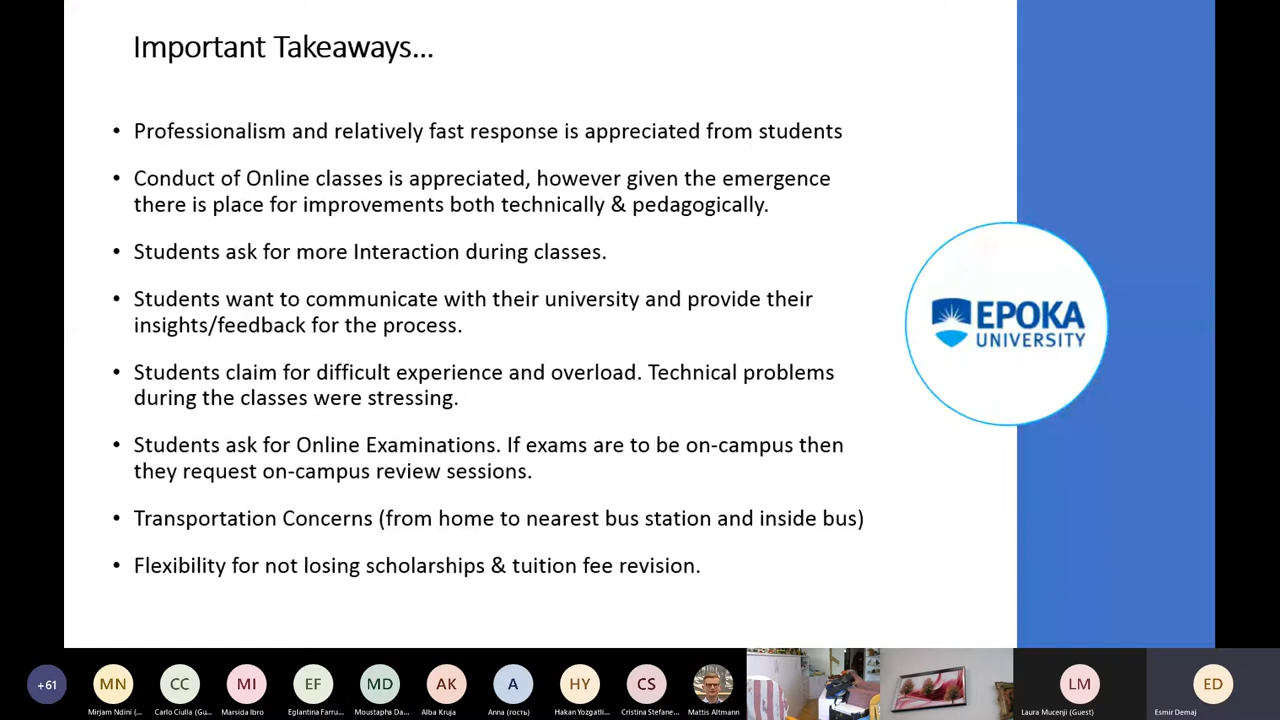 Important Takeaways...
• Professionalism and relatively fast response is appreciated from students
• Conduct of Online classes is appreciated, however given the emergence
there is place for improvements both technically & pedagogically.
• Students ask for more Interaction during classes.
• Students want to communicate with their university and provide their
insights/feedback for the process.
• Students claim for difficult experience and overload. Technical problems
during the classes were stressing.
• Students ask for Online Examinations. If exams are to be on-campus then
they request on-campus review sessions.
• Transportation Concerns (from home to nearest bus station and inside bus)
• Flexibility for not losing scholarships & tuition fee revision.
EPOKA
UNIVERSITY
+61
MN
CC
MI
EF
MD
AK
A
HY
CS
LM
ED
Mirjam Ndini (...
Carlo Ciulla (Gu...
Marsida Ibro
Eglantina Farru...
Moustapha Da...
Alba Kruja
Anna (гость)
Hakan Yozgatli...
Cristina Stefane...
Mattis Altmann
Laura Mucenji (Guest)
Esmir Demaj